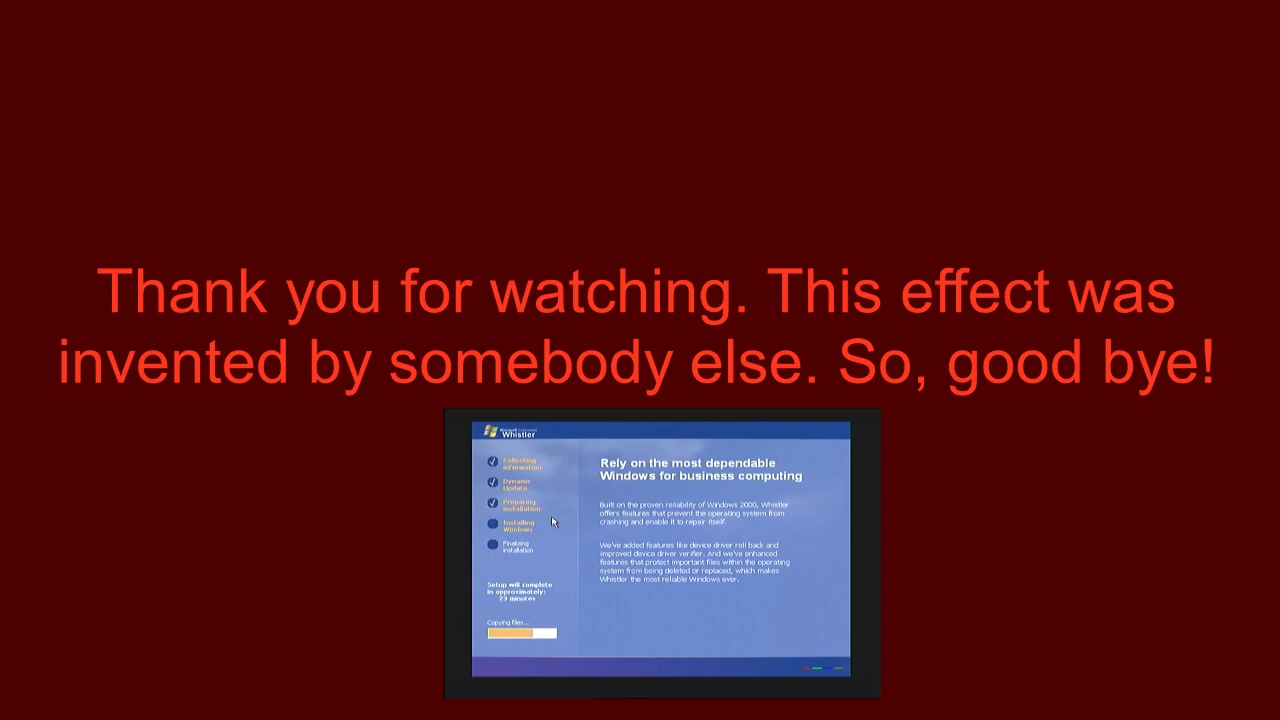 Thank you for watching. This effect was
invented by somebody else. So, good bye!
Whistler
Collecting
information
Dynamic
Update
Preparing
installation
Installing
Windows
Finalizing
installation
Setup will complete
in approximately:
23 minutes
Copying files...
Rely on the most dependable
Windows for business computing
Built on the proven reliability of Windows 2000, Whistler
offers features that prevent the operating system from
crashing and enable it to repair itself.
We've added features like device driver roll back and
improved device driver verifier. And we've enhanced
features that protect important files within the operating
system from being deleted or replaced, which makes
Whistler the most reliable Windows ever.